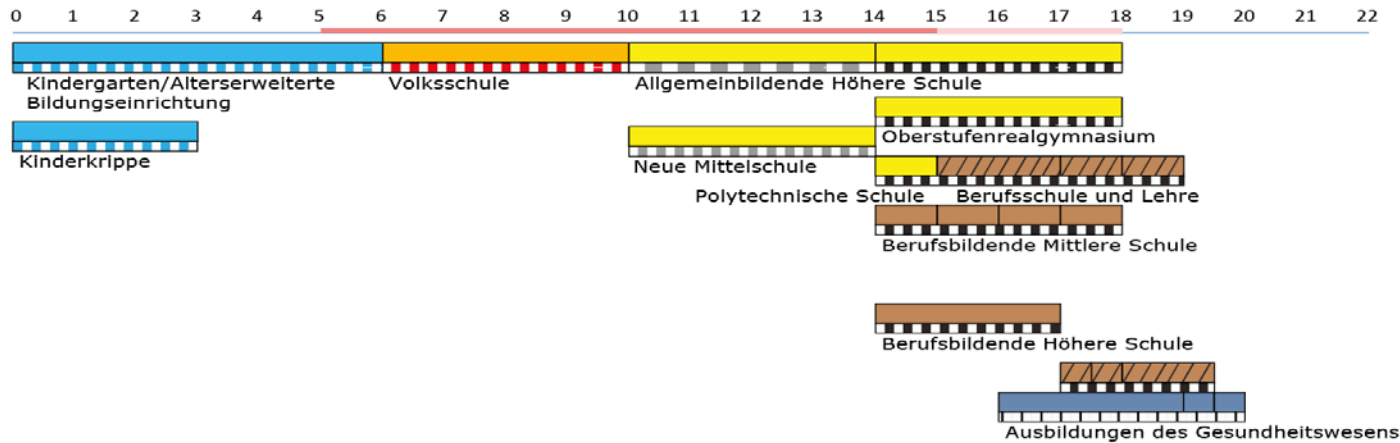 0 1 2 3 4 5 6 7 8 9 10 11 12 13 14 15 16 17 18 19 20 21 22
Kindergarten/Alterserweiterte
Bildungseinrichtung
Volksschule
Allgemeinbildende Höhere Schule
Kinderkrippe
Oberstufenrealgymnasium
Neue Mittelschule
Polytechnische Schule
Berufsschule und Lehre
Berufsbildende Mittlere Schule
Berufsbildende Höhere Schule
Ausbildungen des Gesundheitswesens